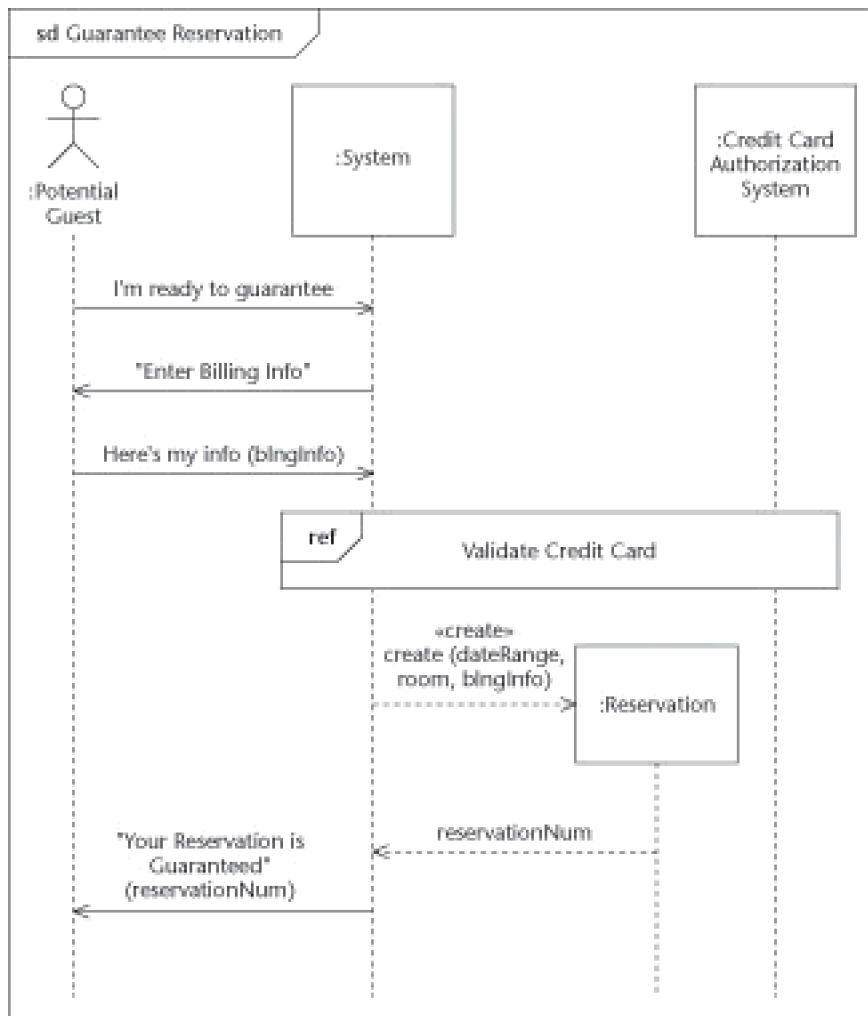 sd Guarantee Reservation
:Potential
Guest
:System
:Credit Card
Authorization
System
I'm ready to guarantee
"Enter Billing Info"
Here's my info (blngInfo)
ref
Validate Credit Card
«create»
create (dateRange,
room, blngInfo)
:Reservation
reservationNum
"Your Reservation is
Guaranteed"
(reservationNum)